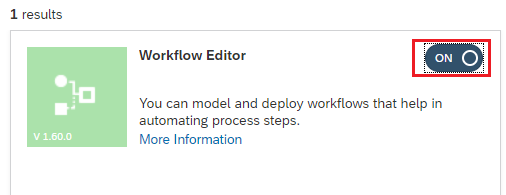 1 results
Workflow Editor
ON
You can model and deploy workflows that help in
automating process steps.
V 1.60.0
More Information